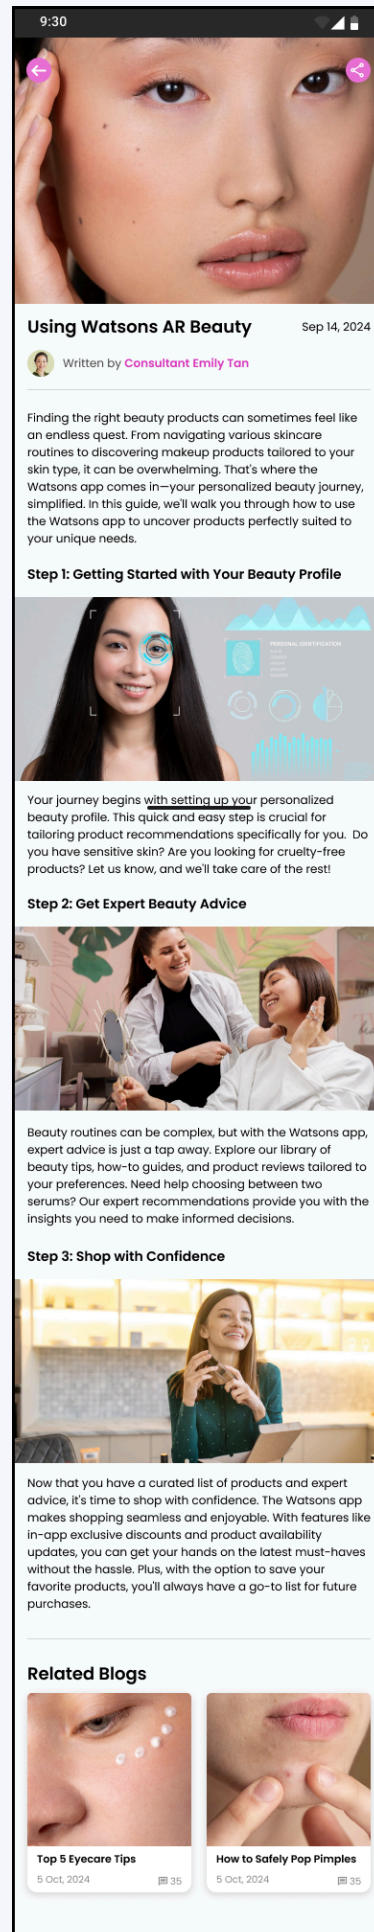 9:30
Using Watsons AR Beauty
Sep 14, 2024
Written by Consultant Emily Tan
Finding the right beauty products can sometimes feel like
an endless quest. From navigating various skincare
routines to discovering makeup products tailored to your
skin type, it can be overwhelming. That's where the
Watsons app comes in—your personalized beauty journey,
simplified. In this guide, we'll walk you through how to use
the Watsons app to uncover products perfectly suited to
your unique needs.
Step 1: Getting Started with Your Beauty Profile
PERSONAL IDENTIFICATION
Your journey begins with setting up your personalized
beauty profile. This quick and easy step is crucial for
tailoring product recommendations specifically for you.  Do
you have sensitive skin? Are you looking for cruelty-free
products? Let us know, and we'll take care of the rest!
Step 2: Get Expert Beauty Advice
Beauty routines can be complex, but with the Watsons app,
expert advice is just a tap away. Explore our library of
beauty tips, how-to guides, and product reviews tailored to
your preferences. Need help choosing between two
serums? Our expert recommendations provide you with the
insights you need to make informed decisions.
Step 3: Shop with Confidence
Now that you have a curated list of products and expert
advice, it's time to shop with confidence. The Watsons app
makes shopping seamless and enjoyable. With features like
in-app exclusive discounts and product availability
updates, you can get your hands on the latest must-haves
without the hassle. Plus, with the option to save your
favorite products, you'll always have a go-to list for future
purchases.
Related Blogs
Top 5 Eyecare Tips
5 Oct, 2024
35
How to Safely Pop Pimples
5 Oct, 2024
35